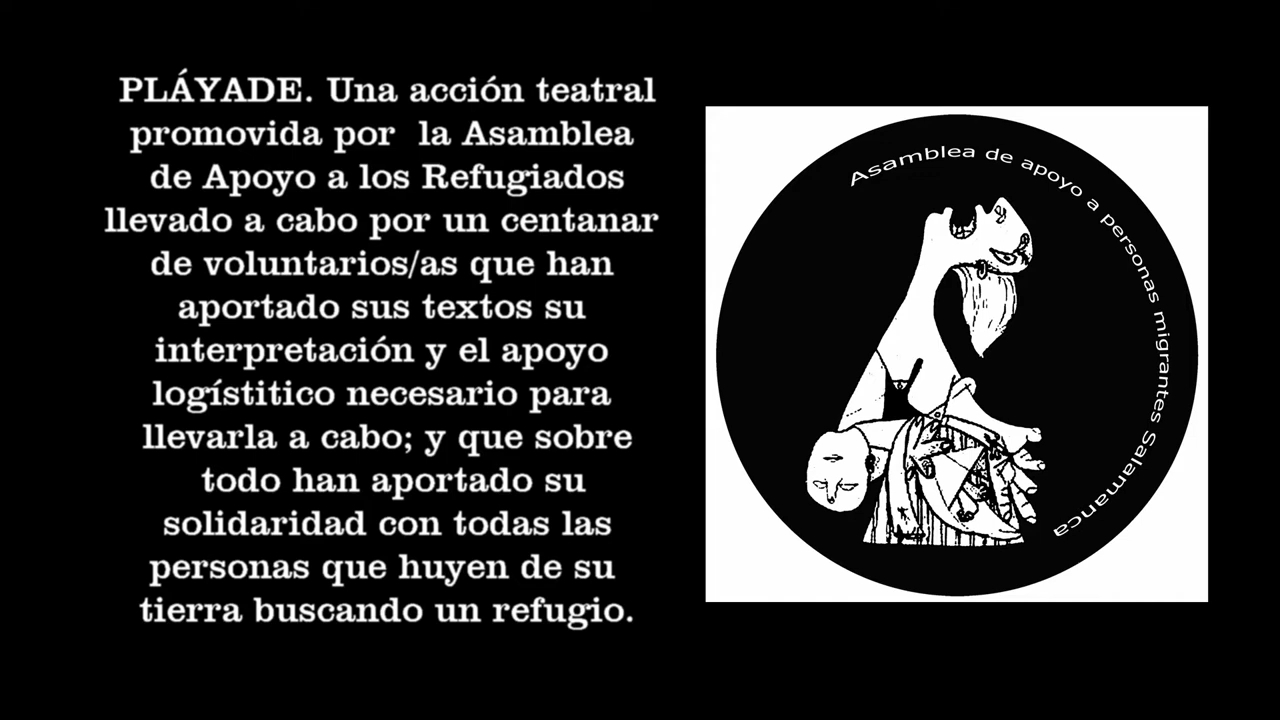 PLÁYADE. Una acción teatral
promovida por la Asamblea
de Apoyo a los Refugiados
llevado a cabo por un centanar
de voluntarios/as que han
aportado sus textos su
interpretación y el apoyo
logístitico necesario para
llevarla a cabo; y que sobre
todo han aportado su
solidaridad con todas las
personas que huyen de su
tierra buscando un refugio.
Asamblea de apoyo a personas migrantes Salamanca